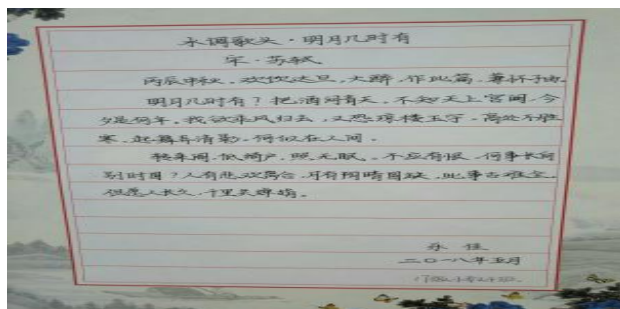 水调歌头·明月几时有
宋·苏轼
丙辰中秋,欢饮达旦,大醉,作此篇,兼怀子由。
明月几时有?把酒问青天,不知天上宫阙,今
夕是何年,我欲乘风归去,又恐琼楼玉宇,高处不胜
寒,起舞弄清影,何似在人间。
转朱阁,低绮户,照无眠。不应有恨,何事长向
别时圆?人有悲欢离合,月有阴晴圆缺,此事古难全。
但愿人长久,千里共婵娟。
二〇一八年五月